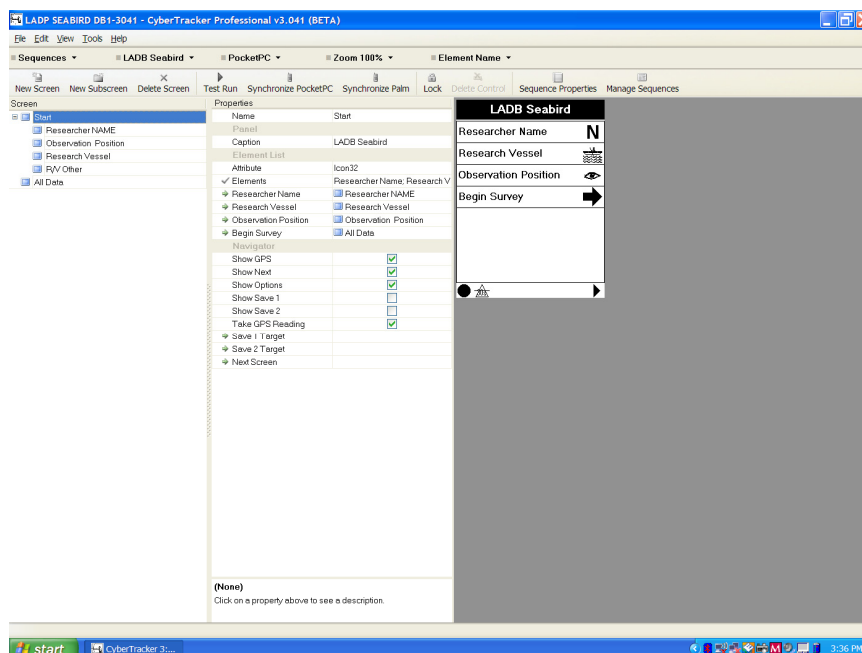 LADP SEABIRD DB1-3041 - CyberTracker Professional v3.041 (BETA)
File Edit View Tools Help
Sequences LADB Seabird PocketPC Zoom 100% Element Name
New Screen New Subscreen Delete Screen Test Run Synchronize PocketPC Synchronize Palm Lock Delete Control Sequence Properties Manage Sequences
Screen
Start
Researcher NAME
Observation Position
Research Vessel
R/V Other
All Data
Properties
Name Start
Panel
Caption LADB Seabird
Element List
Attribute Icon32
Elements Researcher Name; Research V
Researcher Name Researcher NAME
Research Vessel Research Vessel
Observation Position Observation Position
Begin Survey All Data
Navigator
Show GPS
Show Next
Show Options
Show Save 1
Show Save 2
Take GPS Reading
Save 1 Target
Save 2 Target
Next Screen
(None)
Click on a property above to see a description.
LADB Seabird
Researcher Name N
Research Vessel
Observation Position
Begin Survey
start CyberTracker 3:... 3:36 PM